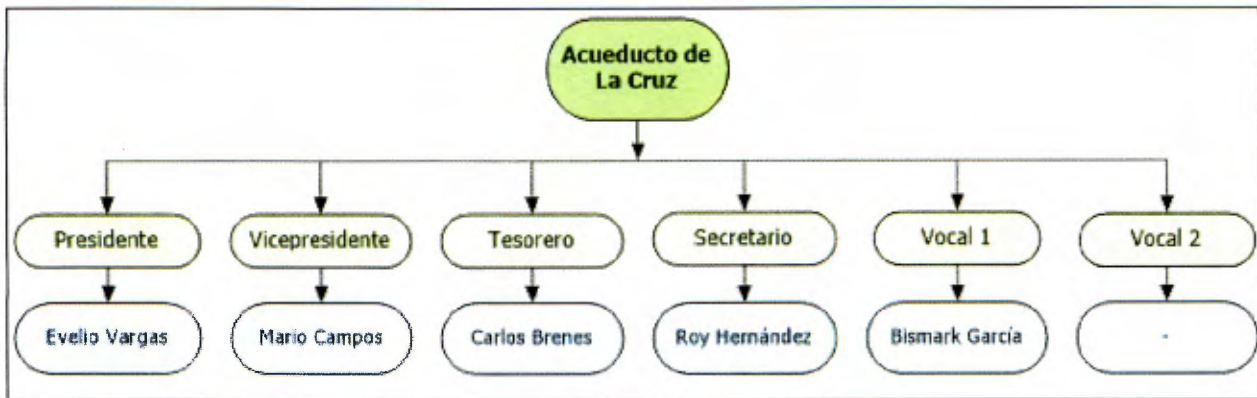 Acueducto de
La Cruz
Presidente
Vicepresidente
Tesorero
Secretario
Vocal 1
Vocal 2
Evelio Vargas
Mario Campos
Carlos Brenes
Roy Hernández
Bismark García
-